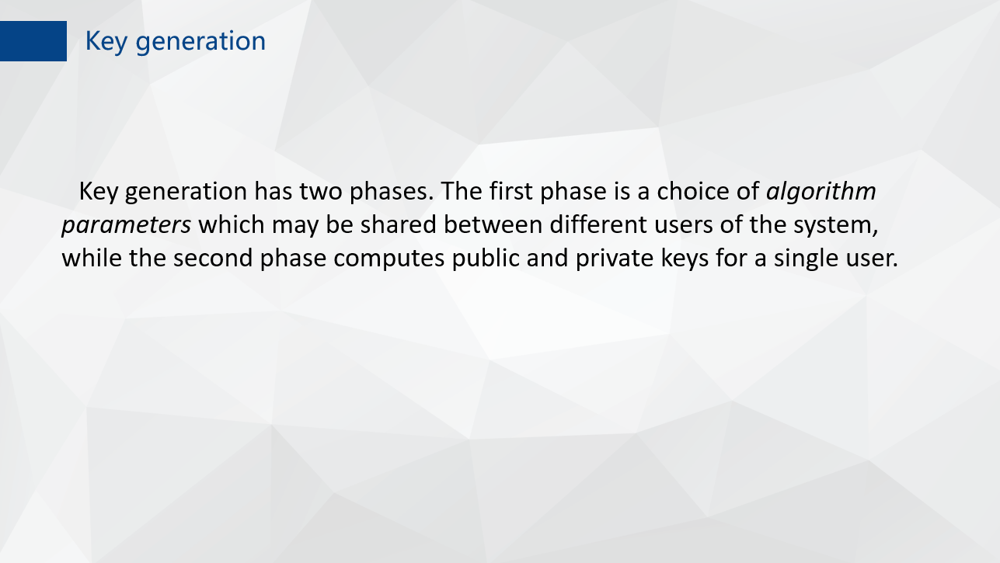 Key generation
Key generation has two phases. The first phase is a choice of algorithm
parameters which may be shared between different users of the system,
while the second phase computes public and private keys for a single user.